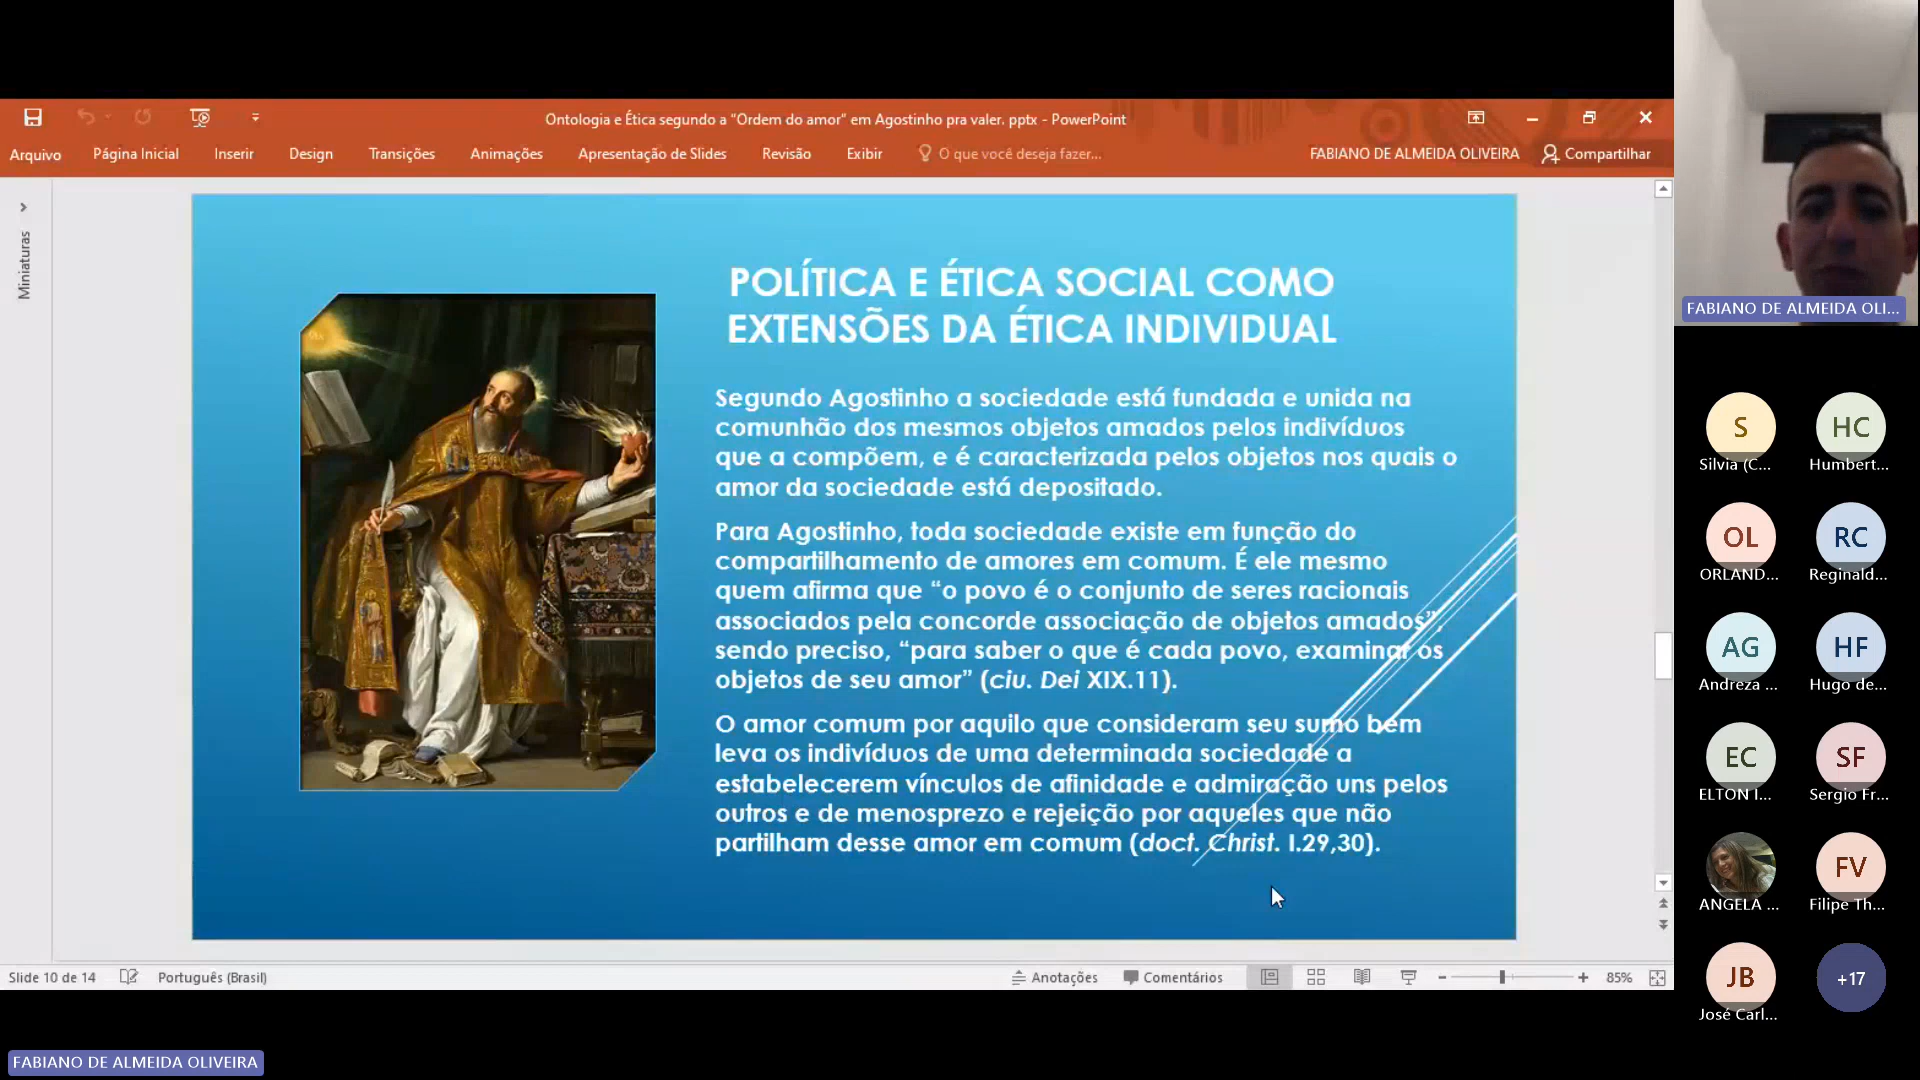 Ontologia e Ética segundo a "Ordem do amor" em Agostinho pra valer. pptx - PowerPoint
Arquivo Página Inicial Inserir Design Transições Animações Apresentação de Slides Revisão Exibir O que você deseja fazer... FABIANO DE ALMEIDA OLIVEIRA Compartilhar
Miniaturas
POLÍTICA E ÉTICA SOCIAL COMO
EXTENSÕES DA ÉTICA INDIVIDUAL
Segundo Agostinho a sociedade está fundada e unida na
comunhão dos mesmos objetos amados pelos indivíduos
que a compõem, e é caracterizada pelos objetos nos quais o
amor da sociedade está depositado.
Para Agostinho, toda sociedade existe em função do
compartilhamento de amores em comum. É ele mesmo
quem afirma que “o povo é o conjunto de seres racionais
associados pela concorde associação de objetos amados”,
sendo preciso, “para saber o que é cada povo, examinar os
objetos de seu amor” (ciu. Dei XIX.11).
O amor comum por aquilo que consideram seu sumo bem
leva os indivíduos de uma determinada sociedade a
estabelecerem vínculos de afinidade e admiração uns pelos
outros e de menosprezo e rejeição por aqueles que não
partilham desse amor em comum (doct. Christ. I.29,30).
Slide 10 de 14 Português (Brasil) Anotações Comentários 85%
FABIANO DE ALMEIDA OLIVEIRA
FABIANO DE ALMEIDA OLI...
S HC
Silvia (C... Humbert...
OL RC
ORLAND... Reginald...
AG HF
Andreza ... Hugo de...
EC SF
ELTON I... Sergio Fr...
FV
ANGELA ... Filipe Th...
JB +17
José Carl...